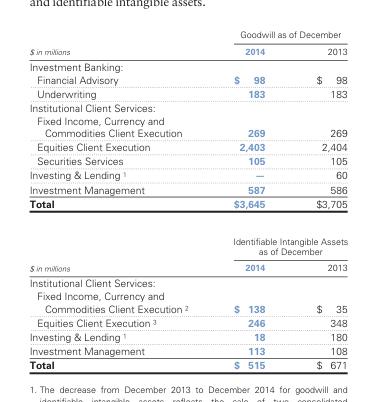 and identifiable intangible assets.
Goodwill as of December
$ in millions 2014 2013
Investment Banking:
Financial Advisory $ 98 $ 98
Underwriting 183 183
Institutional Client Services:
Fixed Income, Currency and
Commodities Client Execution 269 269
Equities Client Execution 2,403 2,404
Securities Services 105 105
Investing & Lending 1 — 60
Investment Management 587 586
Total $3,645 $3,705
Identifiable Intangible Assets
as of December
$ in millions 2014 2013
Institutional Client Services:
Fixed Income, Currency and
Commodities Client Execution 2 $ 138 $ 35
Equities Client Execution 3 246 348
Investing & Lending 1 18 180
Investment Management 113 108
Total $ 515 $ 671
1. The decrease from December 2013 to December 2014 for goodwill and
identifiable intangible assets reflects the sale of two consolidated